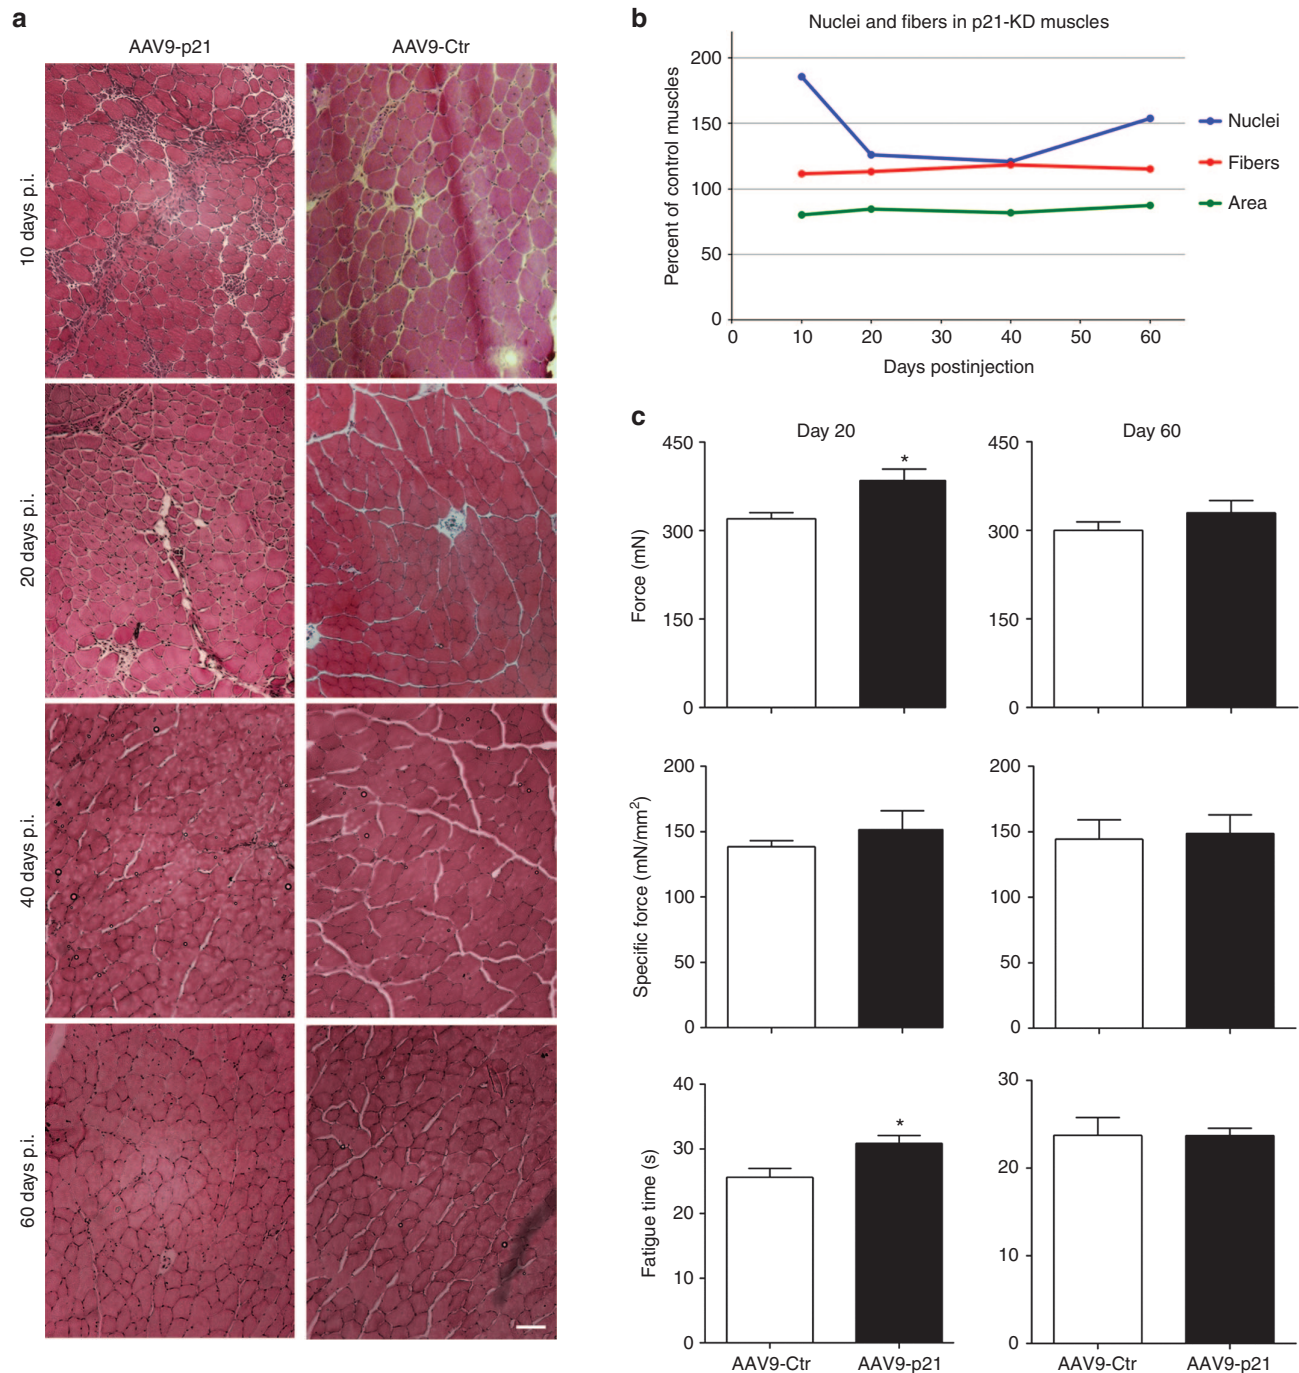 a
AAV9-p21
AAV9-Ctr
10 days p.i.
20 days p.i.
40 days p.i.
60 days p.i.
b
Nuclei and fibers in p21-KD muscles
Percent of control muscles
200
150
100
50
0
0
10
20
30
40
50
60
Days postinjection
Nuclei
Fibers
Area
c
Day 20
Day 60
Force (mN)
450
300
150
0
*
450
300
150
0
Specific force (mN/mm²)
200
150
100
50
0
200
150
100
50
0
Fatigue time (s)
40
30
20
10
0
*
30
20
10
0
AAV9-Ctr
AAV9-p21
AAV9-Ctr
AAV9-p21